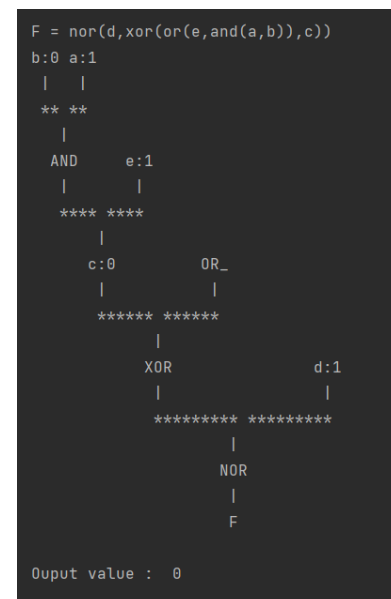 F = nor(d,xor(or(e,and(a,b)),c))
b:0 a:1
| |
** **
|
AND e:1
| |
**** ****
|
c:0 OR_
| |
****** ******
|
XOR d:1
| |
********* *********
|
NOR
|
F
Ouput value : 0